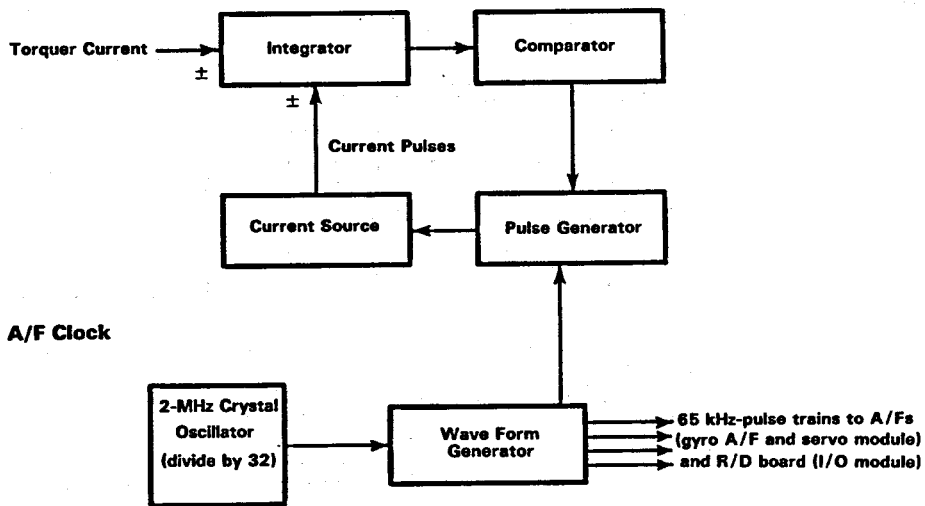 Torquer Current
±
Integrator
±
Comparator
Current Pulses
Current Source
Pulse Generator
A/F Clock
2-MHz Crystal
Oscillator
(divide by 32)
Wave Form
Generator
65 kHz-pulse trains to A/Fs
(gyro A/F and servo module)
and R/D board (I/O module)